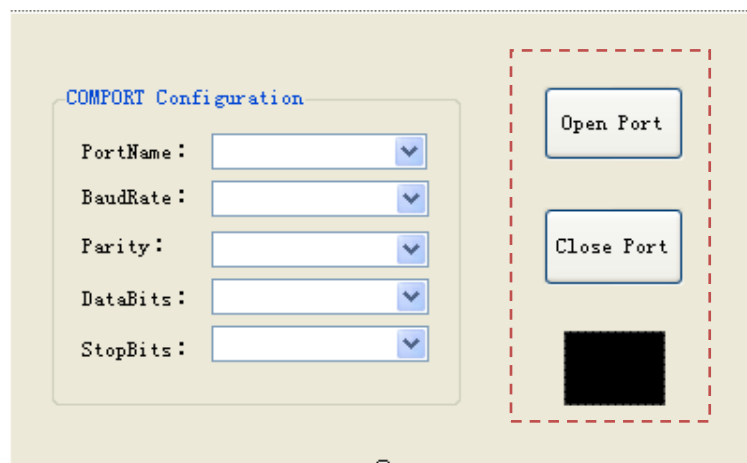 COMPORT Configuration
PortName：
BaudRate：
Parity：
DataBits：
StopBits：
Open Port
Close Port